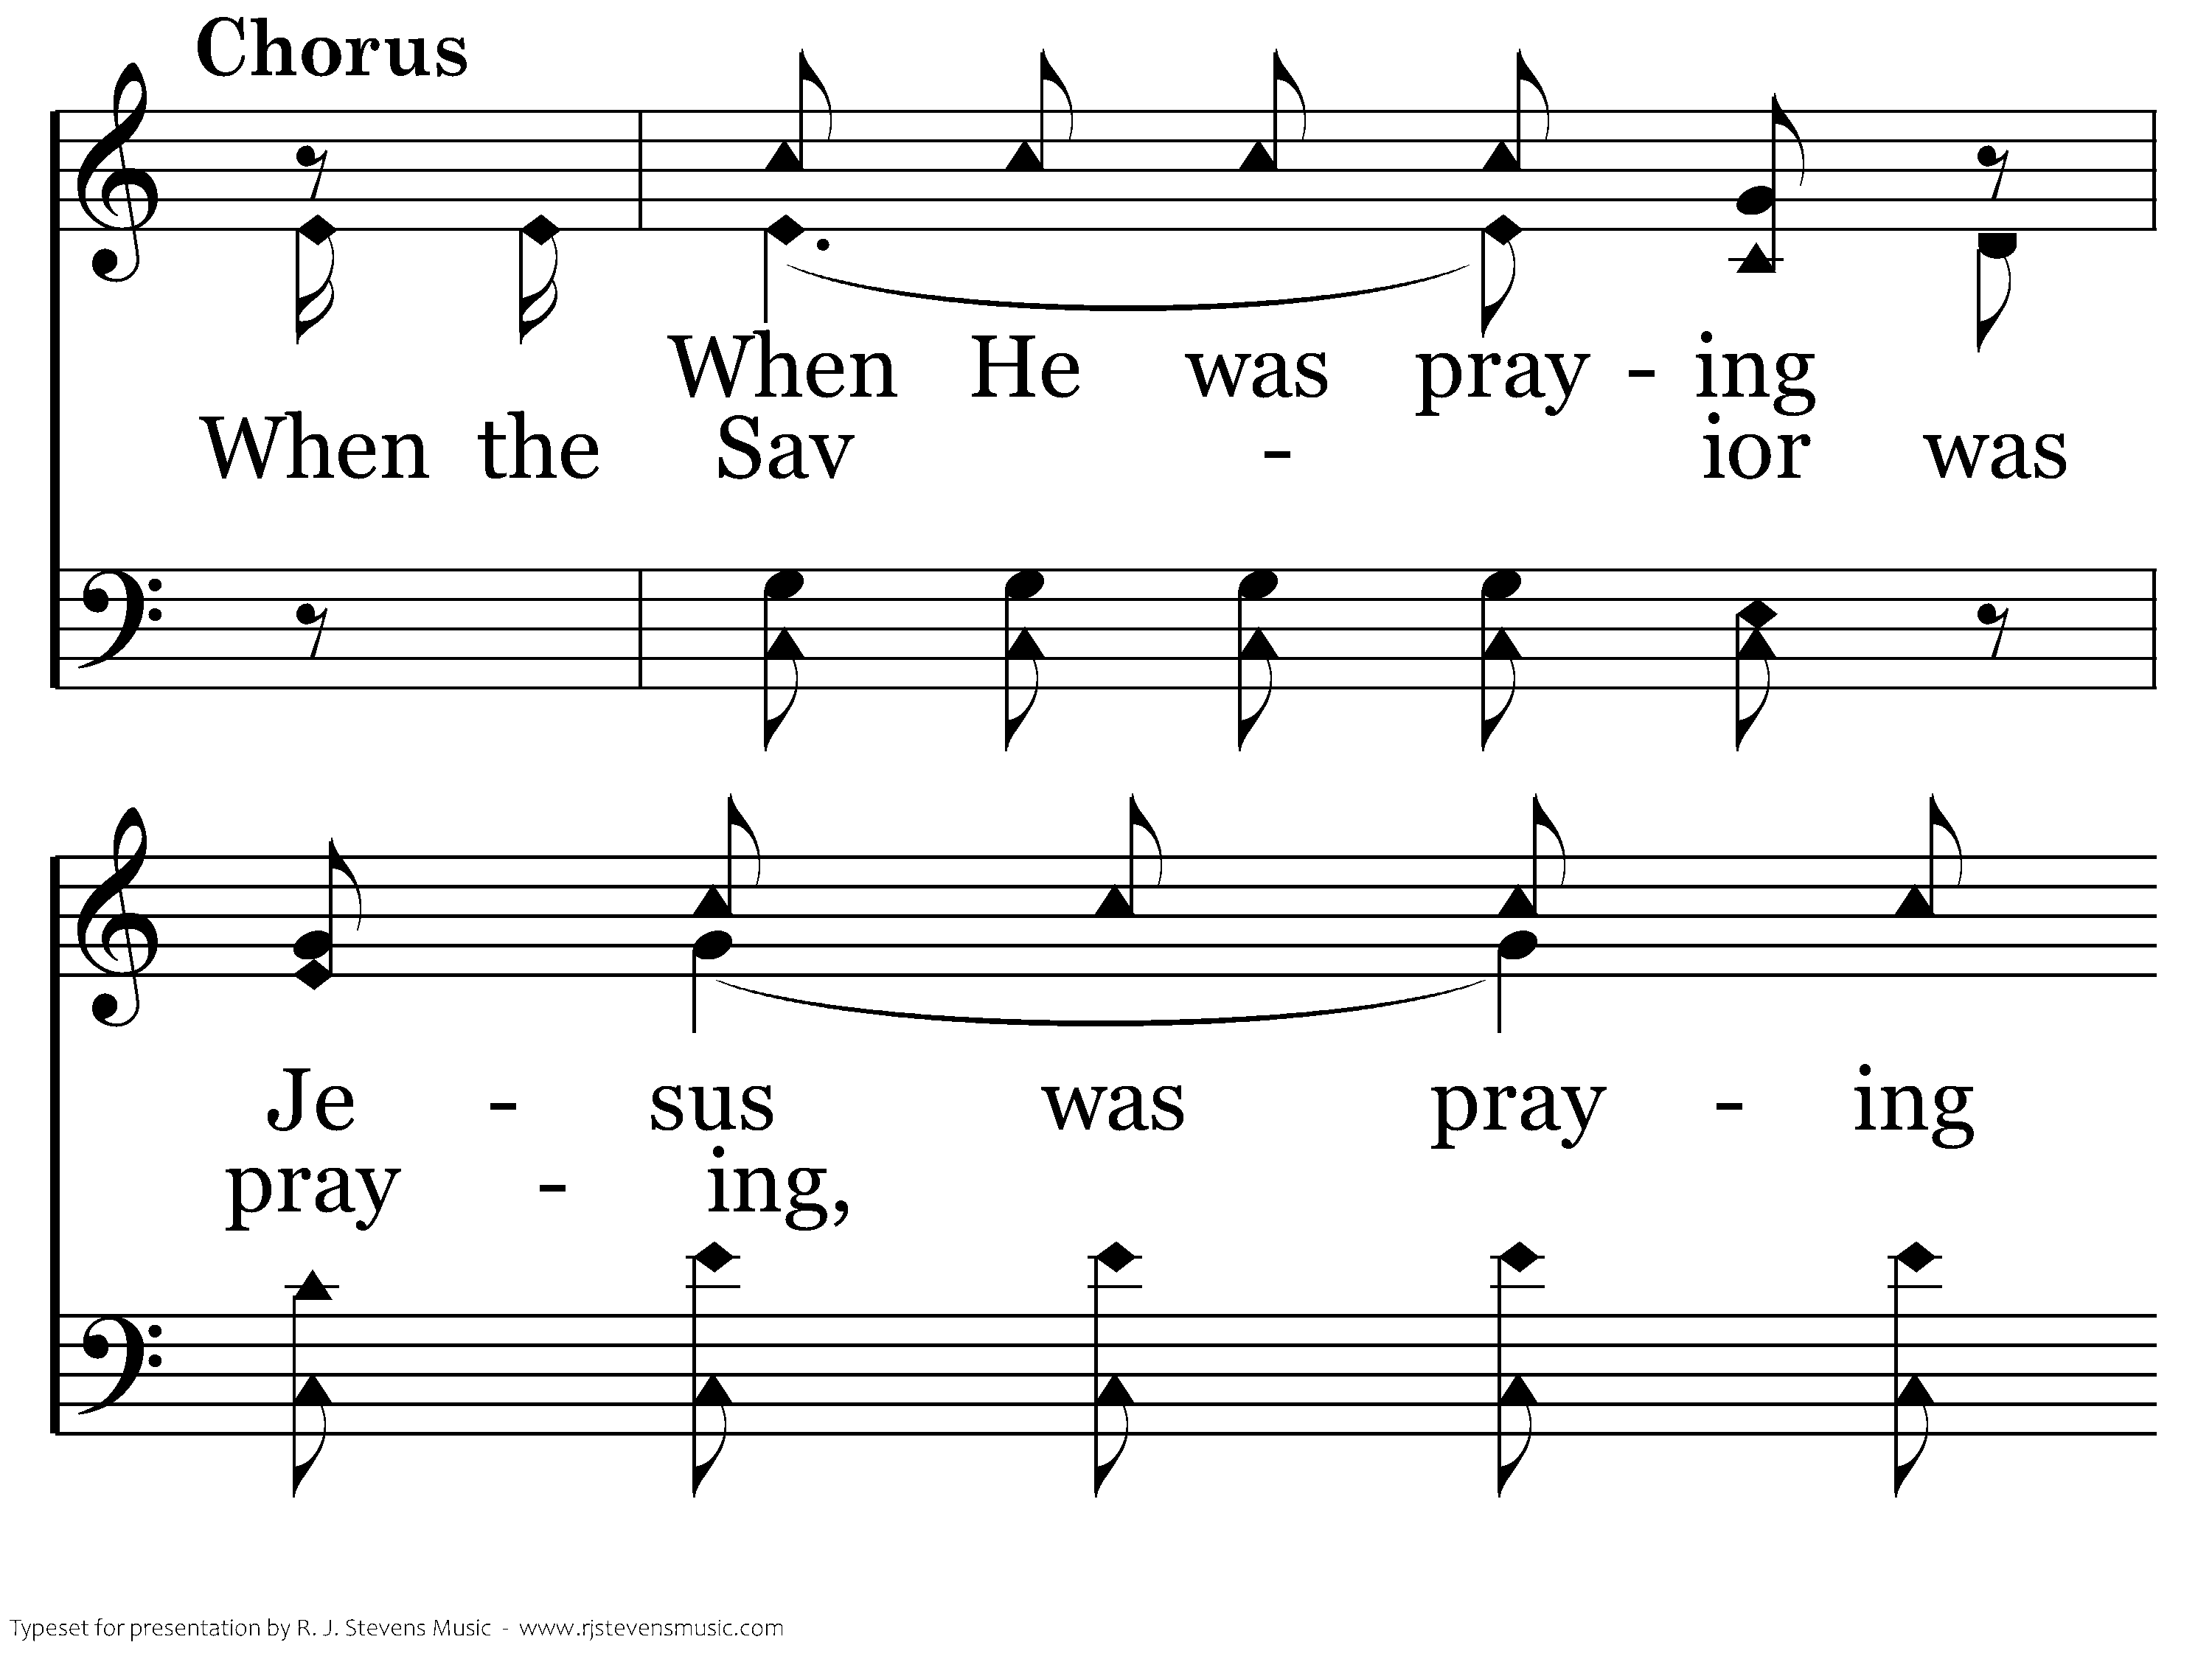 Chorus
When He was pray - ing
When the Sav - ior was
Je - sus was pray - ing
pray - ing,
Typeset for presentation by R. J. Stevens Music - www.rjstevensmusic.com